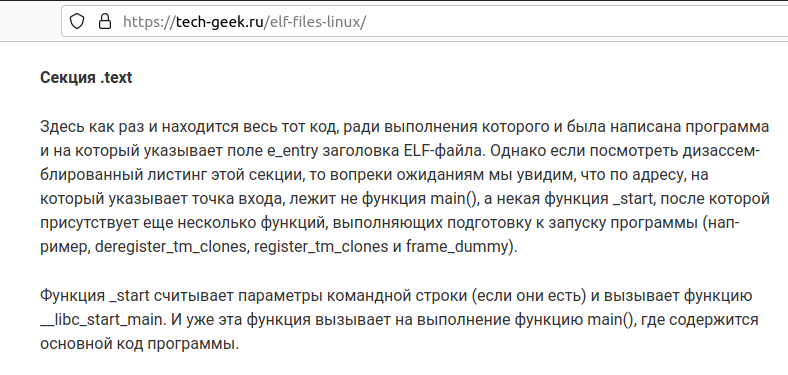 https://tech-geek.ru/elf-files-linux/
Секция .text
Здесь как раз и находится весь тот код, ради выполнения которого и была написана программа
и на который указывает поле e_entry заголовка ELF-файла. Однако если посмотреть дизассем-
блированный листинг этой секции, то вопреки ожиданиям мы увидим, что по адресу, на
который указывает точка входа, лежит не функция main(), а некая функция _start, после которой
присутствует еще несколько функций, выполняющих подготовку к запуску программы (нап-
ример, deregister_tm_clones, register_tm_clones и frame_dummy).
Функция _start считывает параметры командной строки (если они есть) и вызывает функцию
__libc_start_main. И уже эта функция вызывает на выполнение функцию main(), где содержится
основной код программы.